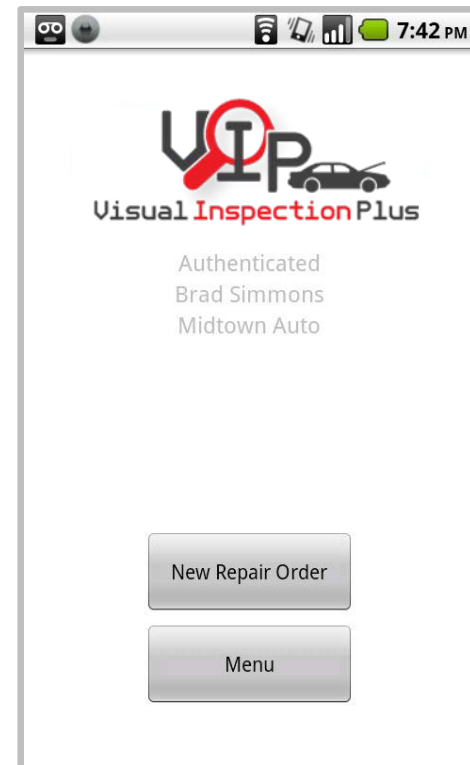 7:42 PM
VIP
Visual Inspection Plus
Authenticated
Brad Simmons
Midtown Auto
New Repair Order
Menu